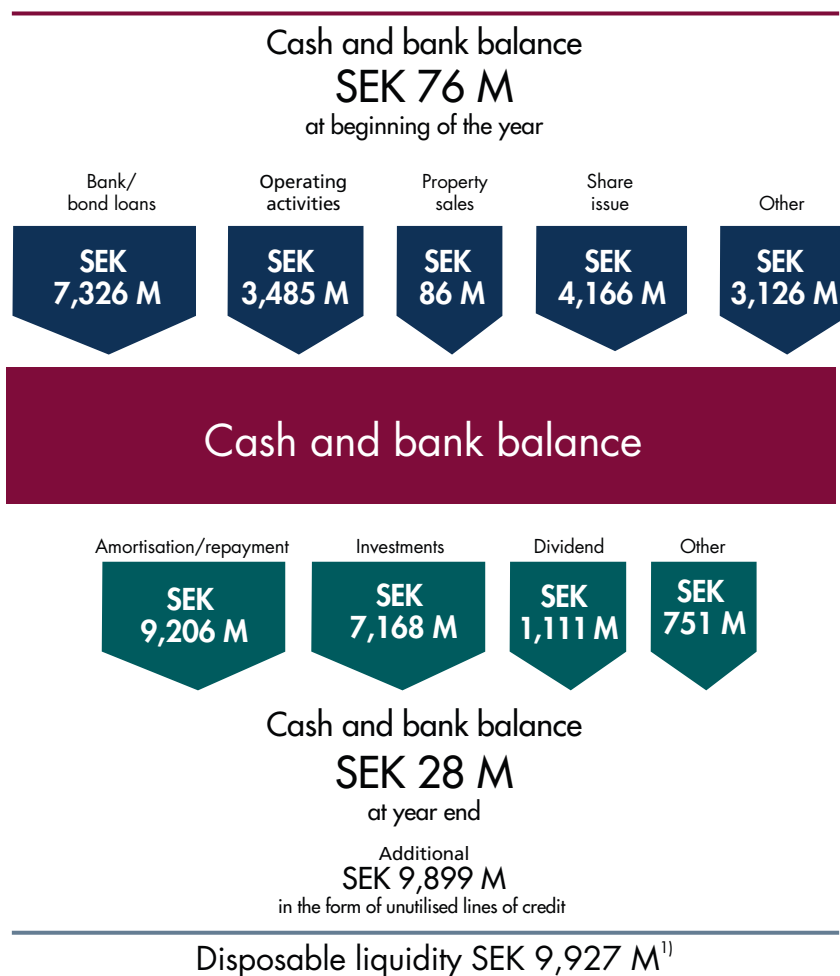 Cash and bank balance
SEK 76 M
at beginning of the year
Bank/
bond loans
Operating
activities
Property
sales
Share
issue
Other
SEK
7,326 M
SEK
3,485 M
SEK
86 M
SEK
4,166 M
SEK
3,126 M
Cash and bank balance
Amortisation/repayment
Investments
Dividend
Other
SEK
9,206 M
SEK
7,168 M
SEK
1,111 M
SEK
751 M
Cash and bank balance
SEK 28 M
at year end
Additional
SEK 9,899 M
in the form of unutilised lines of credit
Disposable liquidity SEK 9,927 M¹⁾